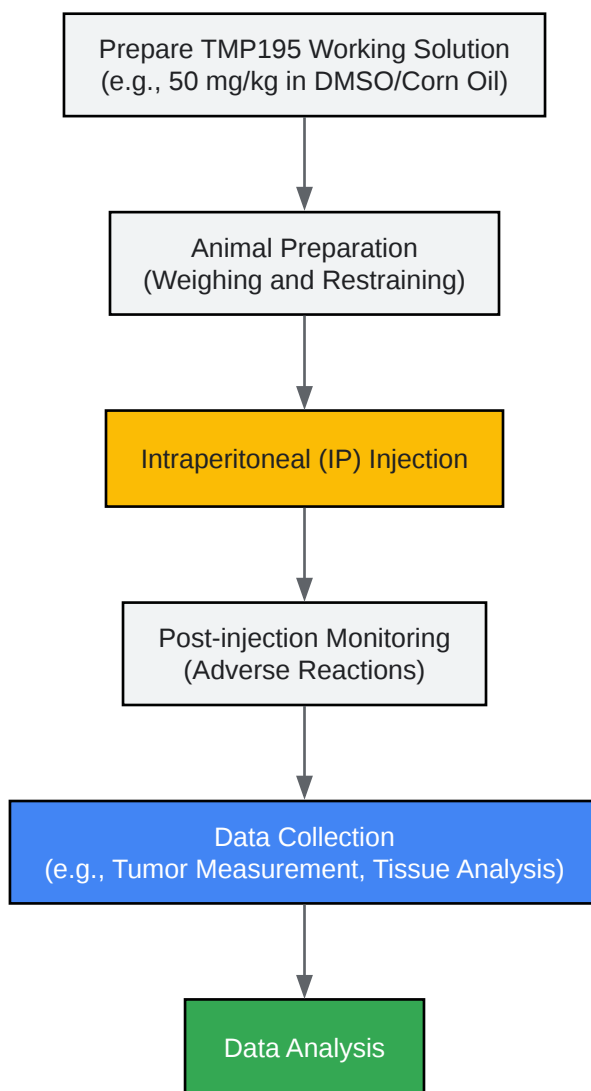 Prepare TMP195 Working Solution
(e.g., 50 mg/kg in DMSO/Corn Oil)
Animal Preparation
(Weighing and Restraining)
Intraperitoneal (IP) Injection
Post-injection Monitoring
(Adverse Reactions)
Data Collection
(e.g., Tumor Measurement, Tissue Analysis)
Data Analysis